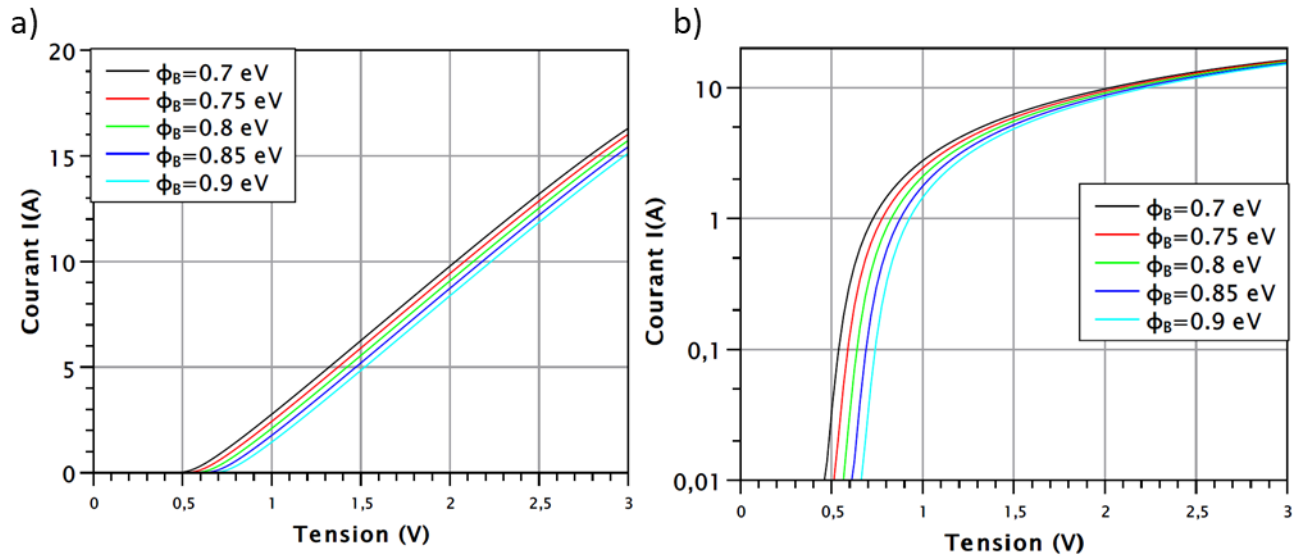 a)
20
15
10
5
0
Courant I(A)
ϕB=0.7 eV
ϕB=0.75 eV
ϕB=0.8 eV
ϕB=0.85 eV
ϕB=0.9 eV
0 0,5 1 1,5 2 2,5 3
Tension (V)
b)
10
1
0,1
0,01
Courant I(A)
ϕB=0.7 eV
ϕB=0.75 eV
ϕB=0.8 eV
ϕB=0.85 eV
ϕB=0.9 eV
0 0,5 1 1,5 2 2,5 3
Tension (V)